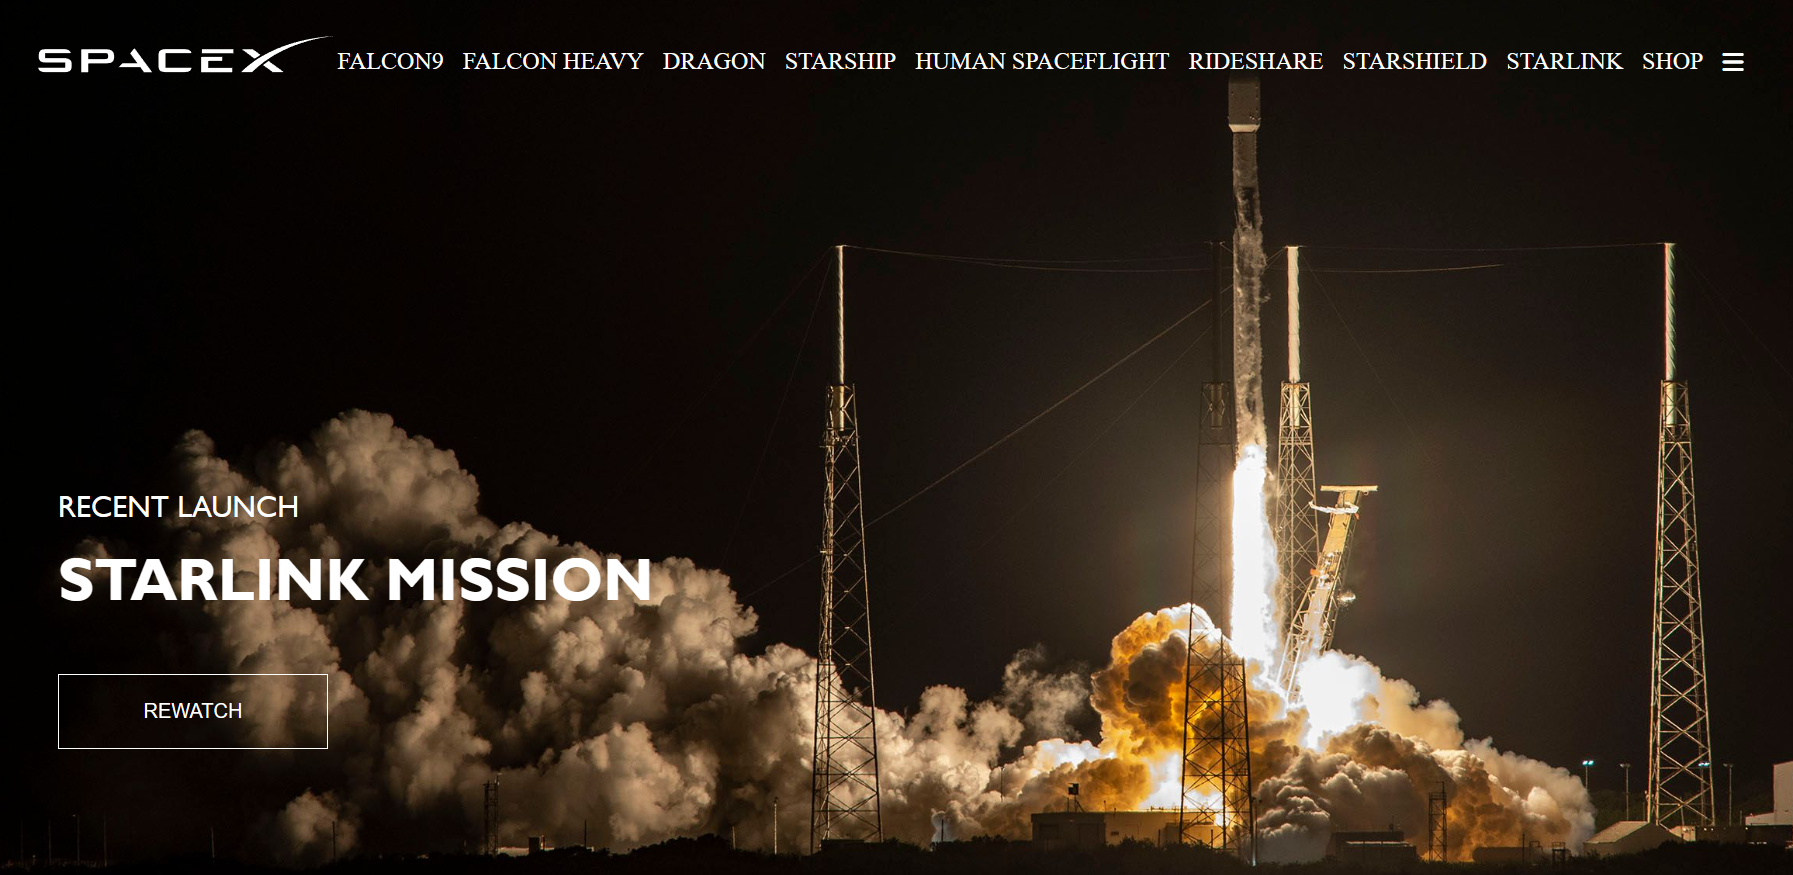 SPACEX FALCON9 FALCON HEAVY DRAGON STARSHIP HUMAN SPACEFLIGHT RIDESHARE STARSHIELD STARLINK SHOP
RECENT LAUNCH
STARLINK MISSION
REWATCH